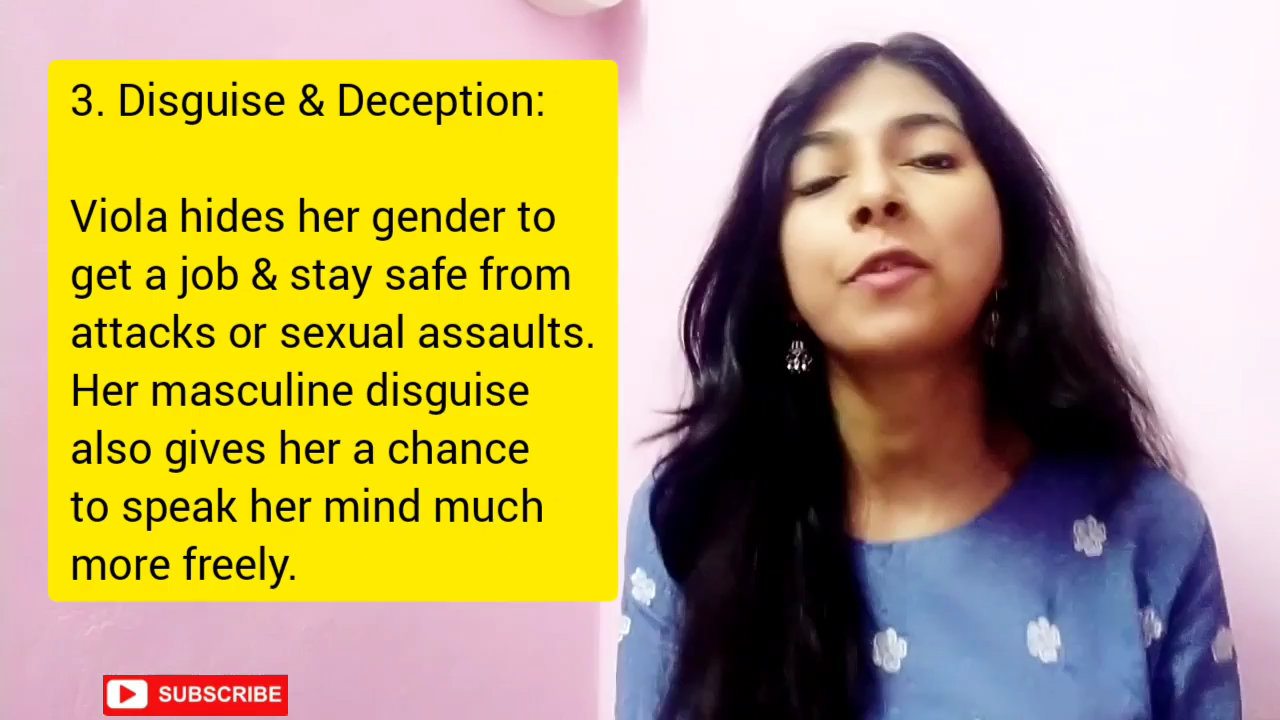 3. Disguise & Deception:
Viola hides her gender to
get a job & stay safe from
attacks or sexual assaults.
Her masculine disguise
also gives her a chance
to speak her mind much
more freely.
SUBSCRIBE